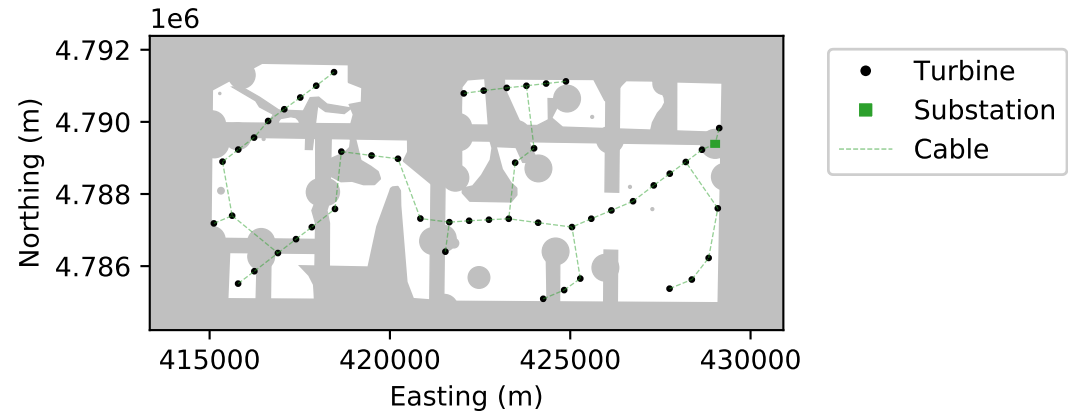 1e6
4.792
4.790
4.788
4.786
Northing (m)
415000 420000 425000 430000
Easting (m)
Turbine
Substation
Cable